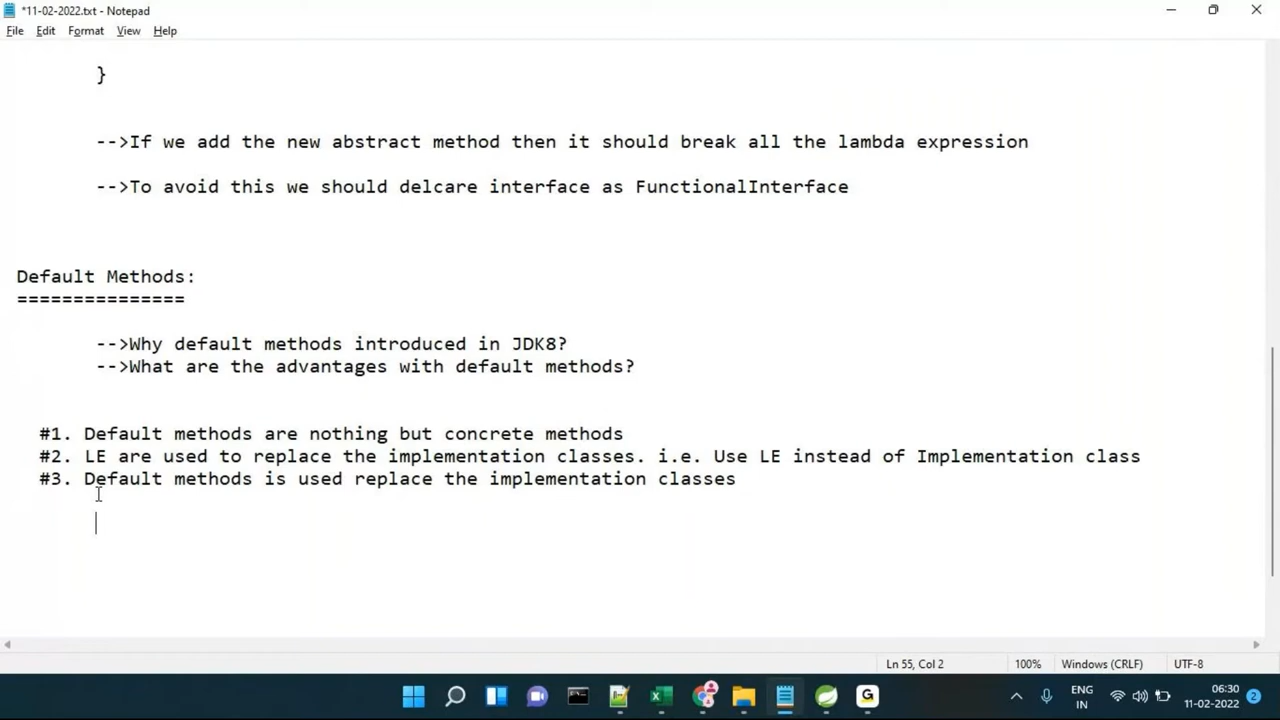 *11-02-2022.txt - Notepad
File Edit Format View Help
}
-->If we add the new abstract method then it should break all the lambda expression
-->To avoid this we should delcare interface as FunctionalInterface
Default Methods:
===============
-->Why default methods introduced in JDK8?
-->What are the advantages with default methods?
#1. Default methods are nothing but concrete methods
#2. LE are used to replace the implementation classes. i.e. Use LE instead of Implementation class
#3. Default methods is used replace the implementation classes
Ln 55, Col 2 100% Windows (CRLF) UTF-8
ENG
IN
06:30
11-02-2022
2
G